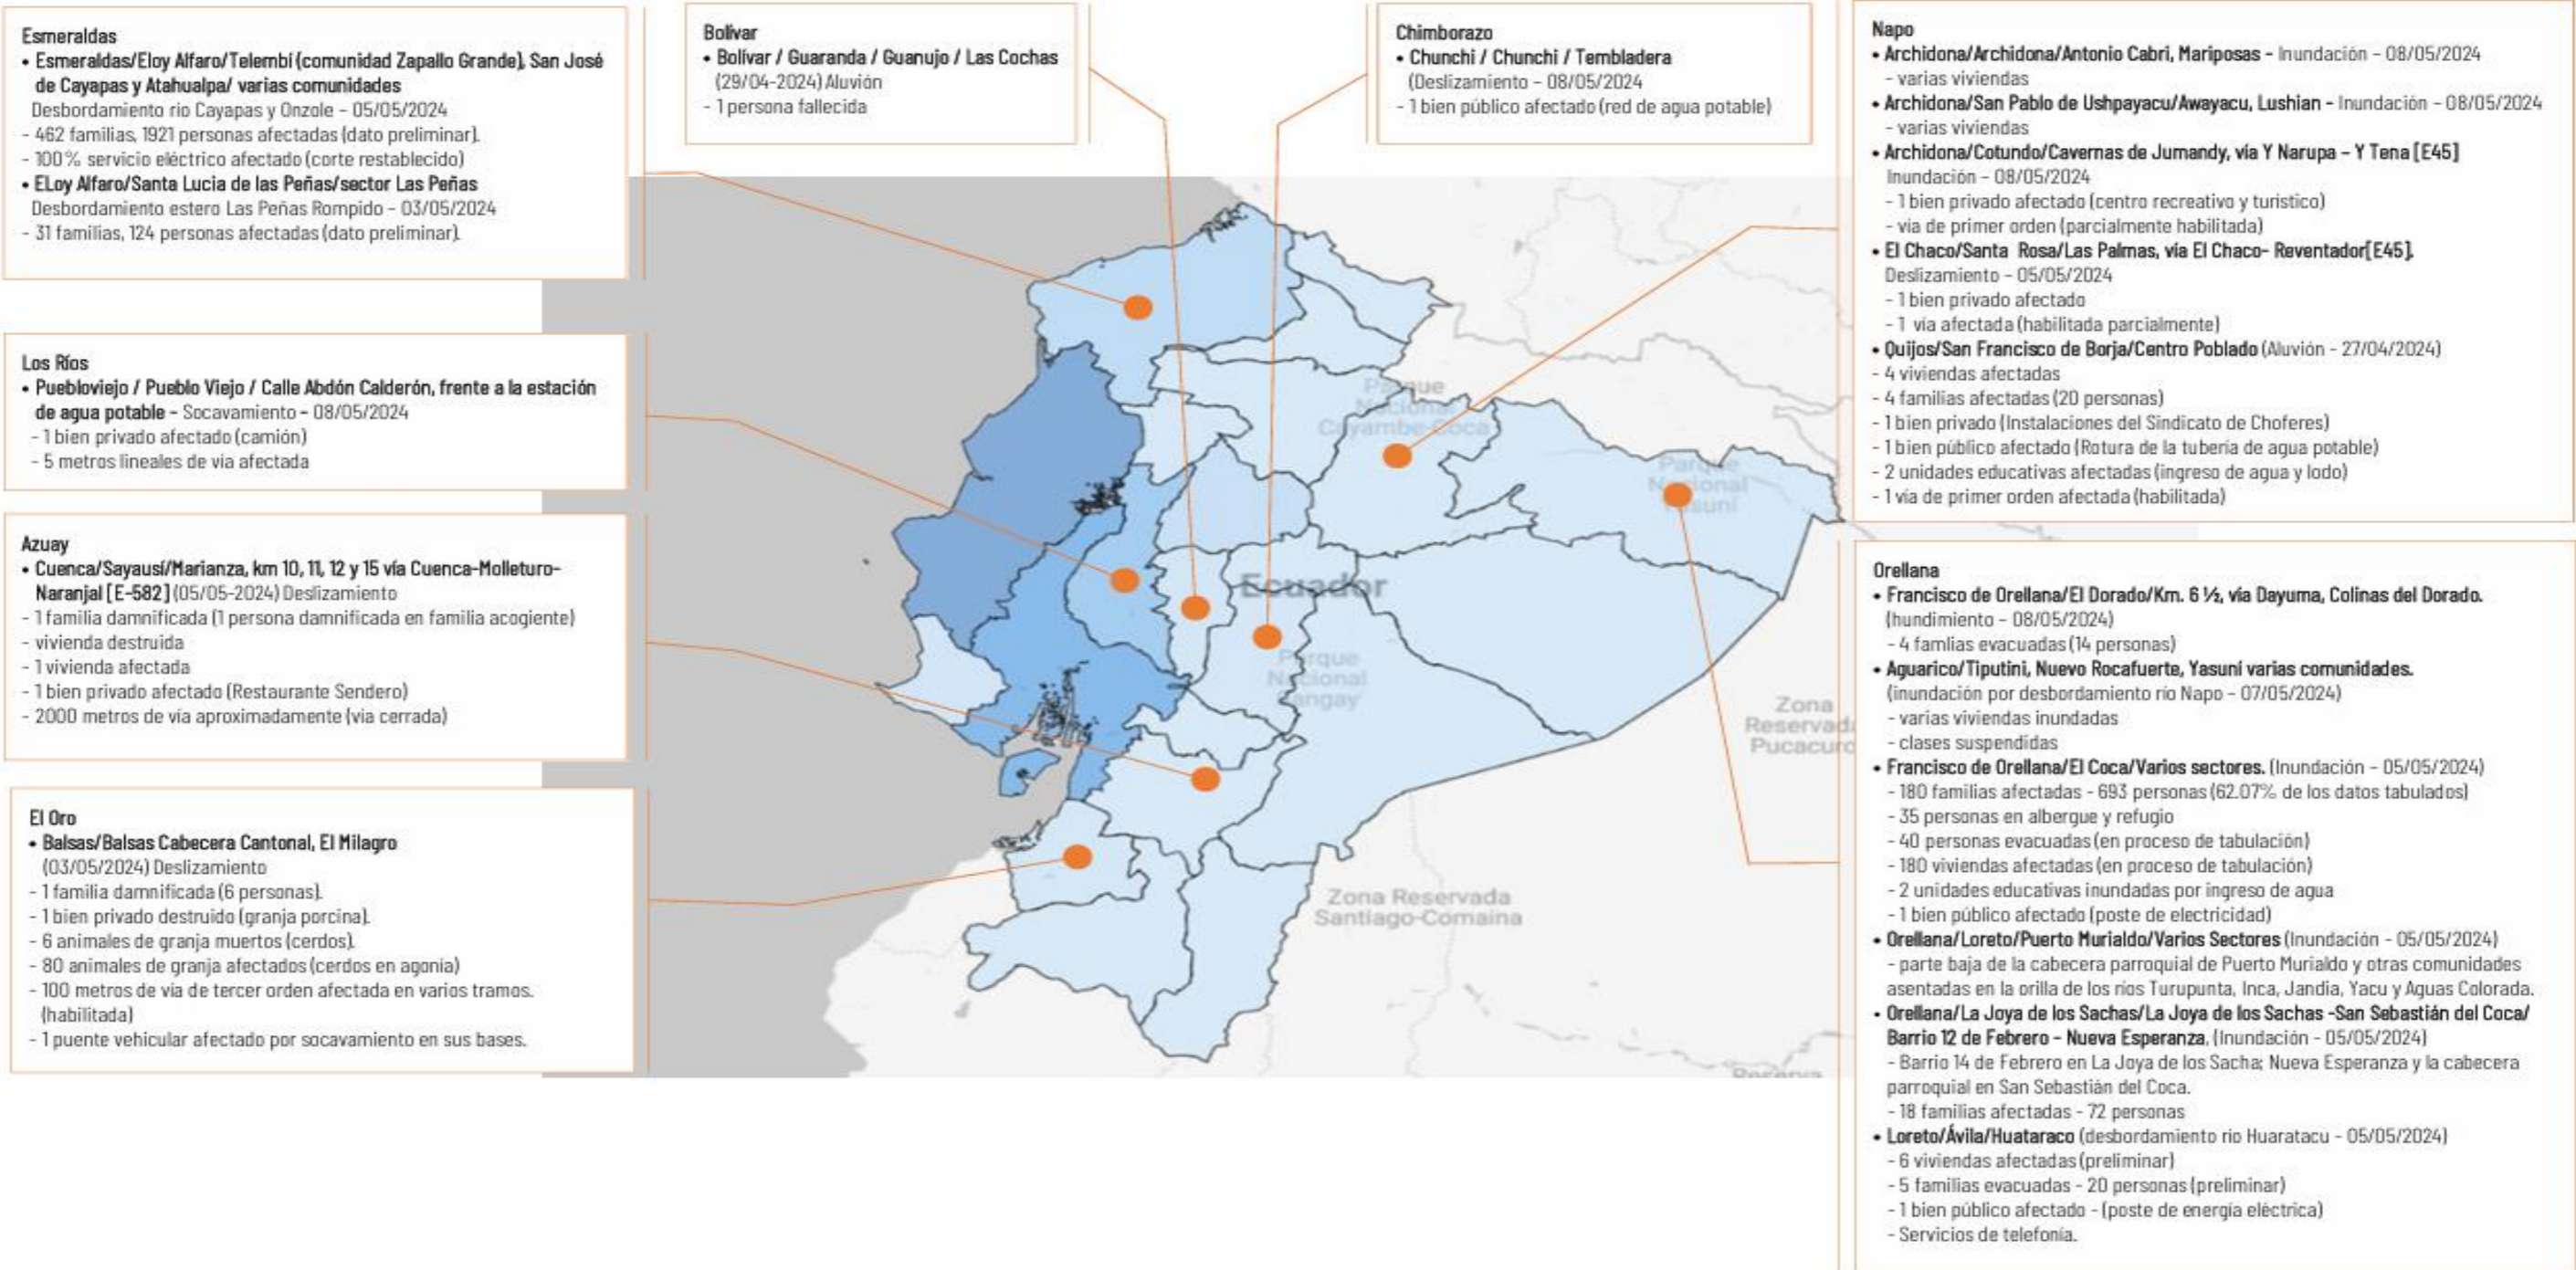 Esmeraldas
• Esmeraldas/Eloy Alfaro/Telembí (comunidad Zapallo Grande), San José
de Cayapas y Atahualpa/ varias comunidades
Desbordamiento río Cayapas y Onzole – 05/05/2024
- 462 familias, 1921 personas afectadas (dato preliminar).
- 100% servicio eléctrico afectado (corte restablecido)
• ELoy Alfaro/Santa Lucia de las Peñas/sector Las Peñas
Desbordamiento estero Las Peñas Rompido – 03/05/2024
- 31 familias, 124 personas afectadas (dato preliminar).
Los Ríos
• Puebloviejo / Pueblo Viejo / Calle Abdón Calderón, frente a la estación
de agua potable – Socavamiento – 08/05/2024
- 1 bien privado afectado (camión)
- 5 metros lineales de vía afectada
Azuay
• Cuenca/Sayausí/Marianza, km 10, 11, 12 y 15 vía Cuenca-Molleturo-
Naranjal [E-582] (05/05-2024) Deslizamiento
- 1 familia damnificada (1 persona damnificada en familia acogiente)
- vivienda destruida
- 1 vivienda afectada
- 1 bien privado afectado (Restaurante Sendero)
- 2000 metros de vía aproximadamente (vía cerrada)
El Oro
• Balsas/Balsas Cabecera Cantonal, El Milagro
(03/05/2024) Deslizamiento
- 1 familia damnificada (6 personas).
- 1 bien privado destruido (granja porcina).
- 6 animales de granja muertos (cerdos).
- 80 animales de granja afectados (cerdos en agonía)
- 100 metros de vía de tercer orden afectada en varios tramos.
(habilitada)
- 1 puente vehicular afectado por socavamiento en sus bases.
Bolívar
• Bolívar / Guaranda / Guanujo / Las Cochas
(29/04-2024) Aluvión
- 1 persona fallecida
Chimborazo
• Chunchi / Chunchi / Tembladera
(Deslizamiento – 08/05/2024
- 1 bien público afectado (red de agua potable)
Parque
Nacional
Cayambe-Coca
Parque
Nacional
Yasuní
Ecuador
Parque
Nacional
Sangay
Zona
Reservada
Pucacuro
Zona Reservada
Santiago-Comaina
Reserva
Napo
• Archidona/Archidona/Antonio Cabri, Mariposas – Inundación – 08/05/2024
- varias viviendas
• Archidona/San Pablo de Ushpayacu/Awayacu, Lushian – Inundación – 08/05/2024
- varias viviendas
• Archidona/Cotundo/Cavernas de Jumandy, vía Y Narupa – Y Tena [E45]
Inundación – 08/05/2024
- 1 bien privado afectado (centro recreativo y turístico)
- vía de primer orden (parcialmente habilitada)
• El Chaco/Santa Rosa/Las Palmas, vía El Chaco- Reventador[E45].
Deslizamiento – 05/05/2024
- 1 bien privado afectado
- 1 vía afectada (habilitada parcialmente)
• Quijos/San Francisco de Borja/Centro Poblado (Aluvión - 27/04/2024)
- 4 viviendas afectadas
- 4 familias afectadas (20 personas)
- 1 bien privado (Instalaciones del Sindicato de Choferes)
- 1 bien público afectado (Rotura de la tubería de agua potable)
- 2 unidades educativas afectadas (ingreso de agua y lodo)
- 1 vía de primer orden afectada (habilitada)
Orellana
• Francisco de Orellana/El Dorado/Km. 6 ½, vía Dayuma, Colinas del Dorado.
(hundimiento – 08/05/2024)
- 4 famlias evacuadas (14 personas)
• Aguarico/Tiputini, Nuevo Rocafuerte, Yasuní varias comunidades.
(inundación por desbordamiento río Napo – 07/05/2024)
- varias viviendas inundadas
- clases suspendidas
• Francisco de Orellana/El Coca/Varios sectores. (Inundación – 05/05/2024)
- 180 familias afectadas - 693 personas (62.07% de los datos tabulados)
- 35 personas en albergue y refugio
- 40 personas evacuadas (en proceso de tabulación)
- 180 viviendas afectadas (en proceso de tabulación)
- 2 unidades educativas inundadas por ingreso de agua
- 1 bien público afectado (poste de electricidad)
• Orellana/Loreto/Puerto Murialdo/Varios Sectores (Inundación - 05/05/2024)
- parte baja de la cabecera parroquial de Puerto Murialdo y otras comunidades
asentadas en la orilla de los ríos Turupunta, Inca, Jandia, Yacu y Aguas Colorada.
• Orellana/La Joya de los Sachas/La Joya de los Sachas -San Sebastián del Coca/
Barrio 12 de Febrero – Nueva Esperanza. (Inundación - 05/05/2024)
- Barrio 14 de Febrero en La Joya de los Sacha; Nueva Esperanza y la cabecera
parroquial en San Sebastián del Coca.
- 18 familias afectadas - 72 personas
• Loreto/Ávila/Huataraco (desbordamiento río Huaratacu - 05/05/2024)
- 6 viviendas afectadas (preliminar)
- 5 familias evacuadas - 20 personas (preliminar)
- 1 bien público afectado - (poste de energía eléctrica)
- Servicios de telefonía.